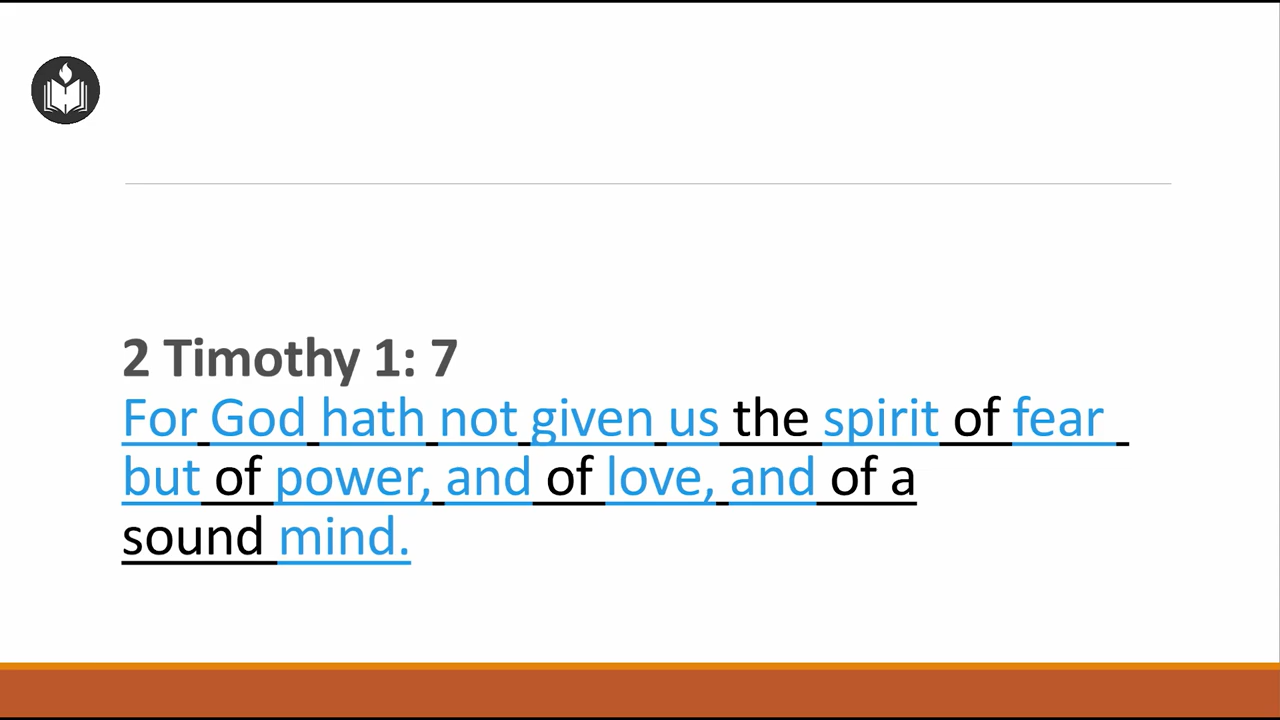 2 Timothy 1: 7
For God hath not given us the spirit of fear
but of power, and of love, and of a
sound mind.